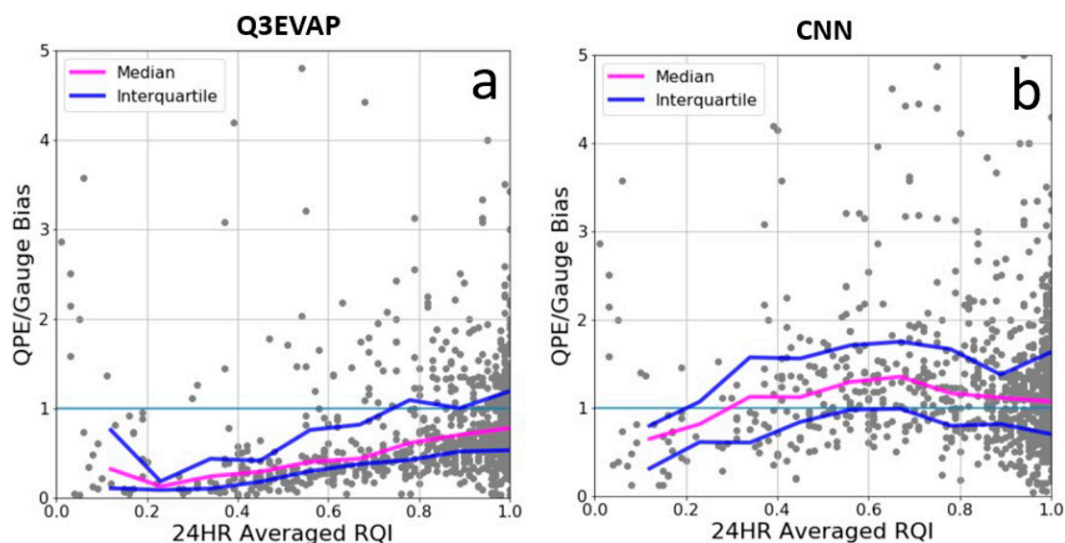 Q3EVAP
a
Median
Interquartile
5
4
3
2
1
0
QPE/Gauge Bias
0.0 0.2 0.4 0.6 0.8 1.0
24HR Averaged RQI
CNN
b
Median
Interquartile
5
4
3
2
1
0
QPE/Gauge Bias
0.0 0.2 0.4 0.6 0.8 1.0
24HR Averaged RQI